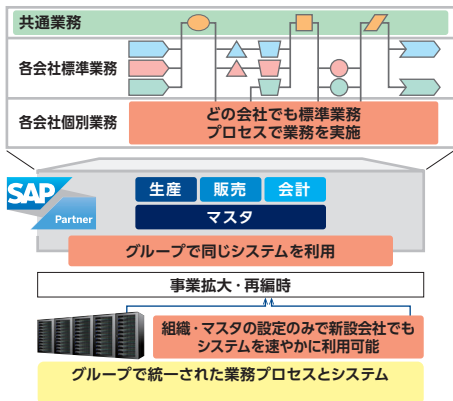 共通業務
各会社標準業務
各会社個別業務
どの会社でも標準業務
プロセスで業務を実施
SAP
Partner
生産
販売
会計
マスタ
グループで同じシステムを利用
事業拡大・再編時
組織・マスタの設定のみで新設会社でも
システムを速やかに利用可能
グループで統一された業務プロセスとシステム